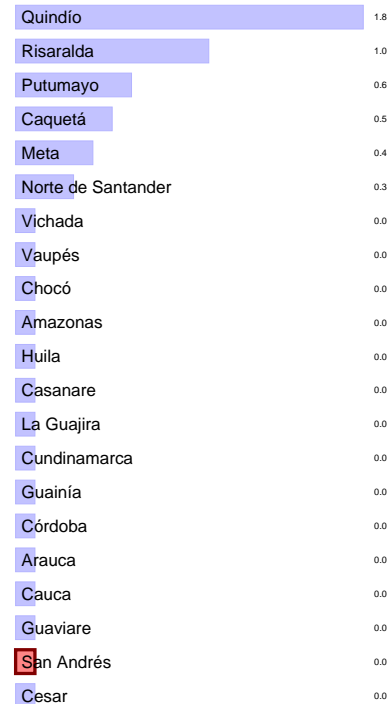 Quindío 1.8
Risaralda 1.0
Putumayo 0.6
Caquetá 0.5
Meta 0.4
Norte de Santander 0.3
Vichada 0.0
Vaupés 0.0
Chocó 0.0
Amazonas 0.0
Huila 0.0
Casanare 0.0
La Guajira 0.0
Cundinamarca 0.0
Guainía 0.0
Córdoba 0.0
Arauca 0.0
Cauca 0.0
Guaviare 0.0
San Andrés 0.0
Cesar 0.0